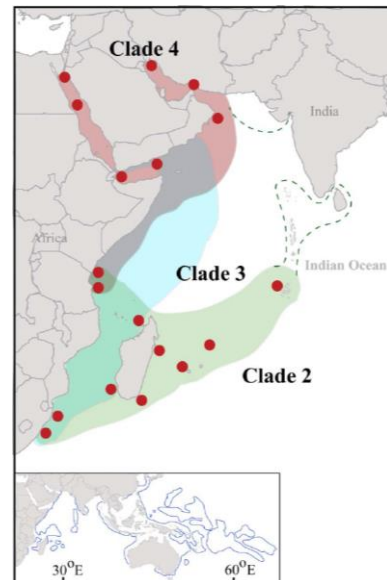 Clade 4
India
Africa
Clade 3
Indian Ocean
Clade 2
30°E
60°E